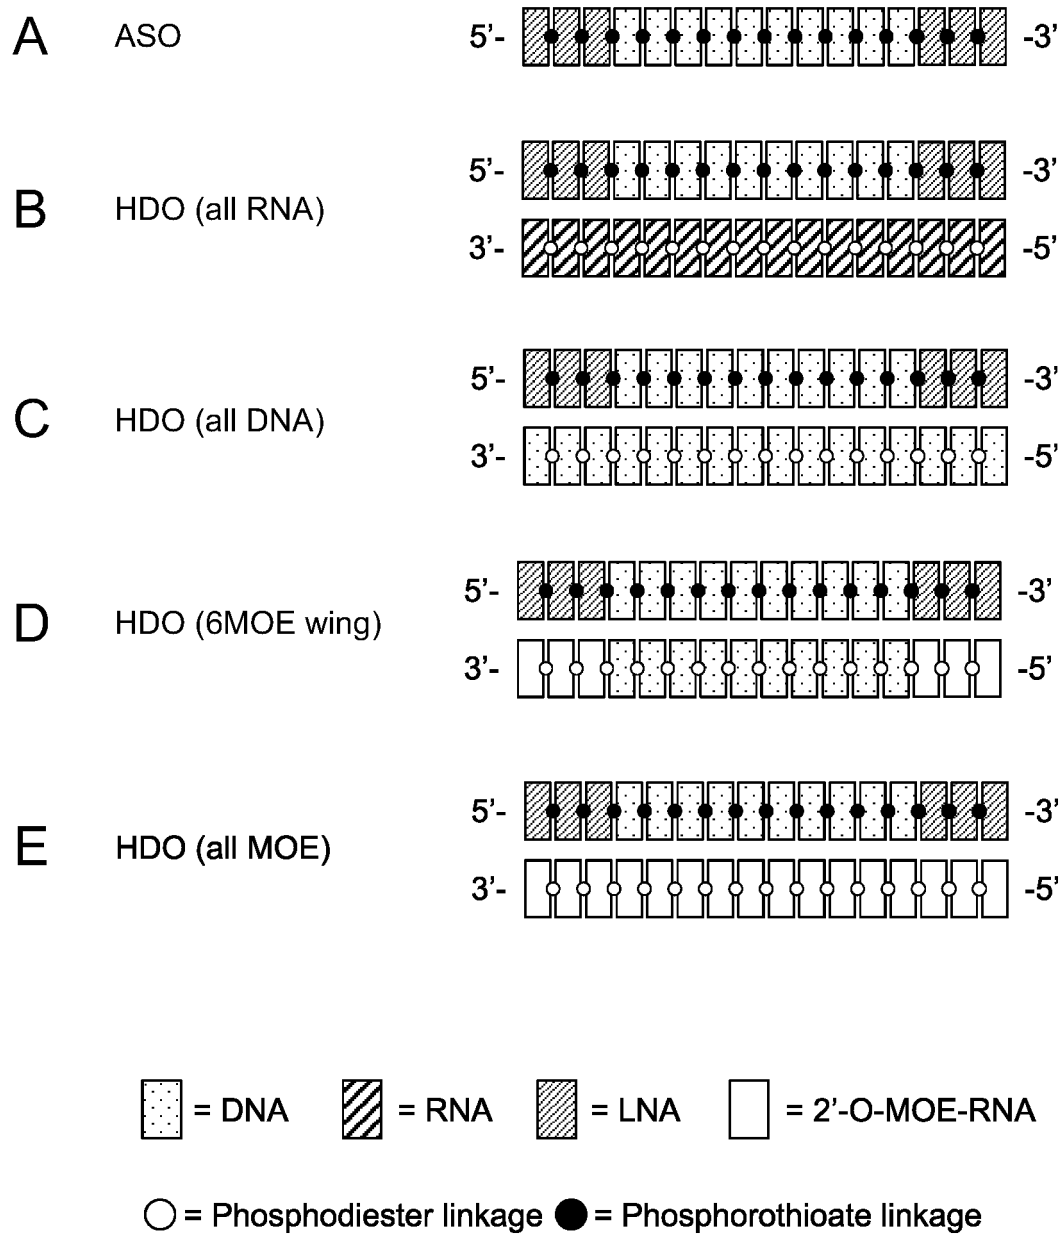 A ASO 5’- -3’
B HDO (all RNA) 5’- -3’
3’- -5’
C HDO (all DNA) 5’- -3’
3’- -5’
D HDO (6MOE wing) 5’- -3’
3’- -5’
E HDO (all MOE) 5’- -3’
3’- -5’
= DNA = RNA = LNA = 2’-O-MOE-RNA
= Phosphodiester linkage = Phosphorothioate linkage